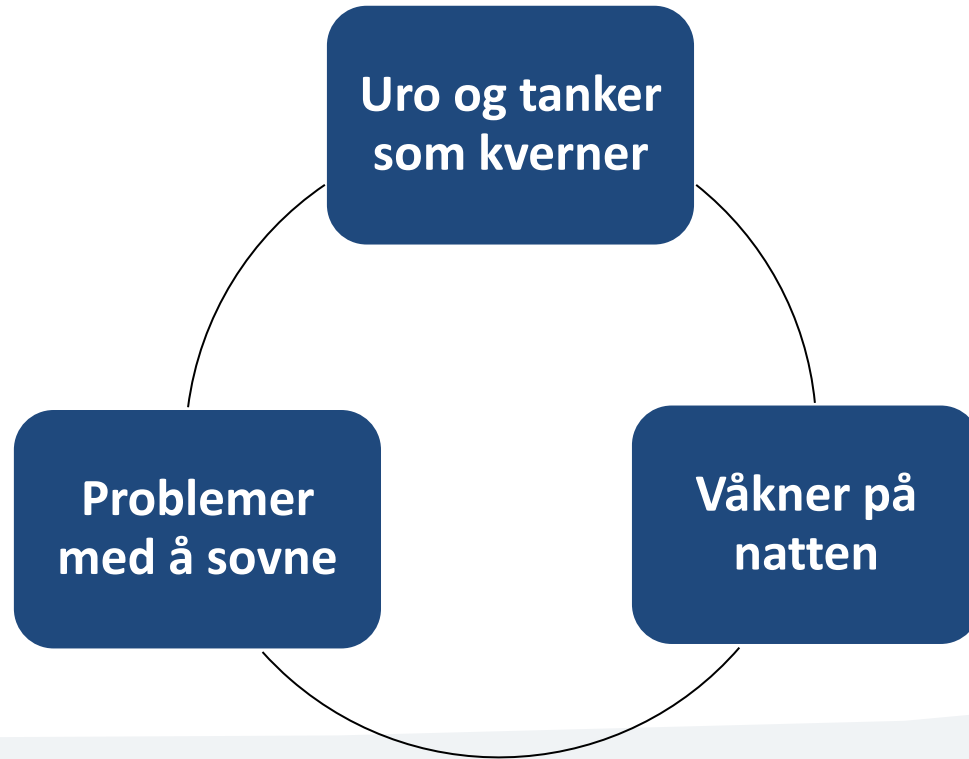 Uro og tanker
som kverner
Problemer
med å sovne
Våkner på
natten